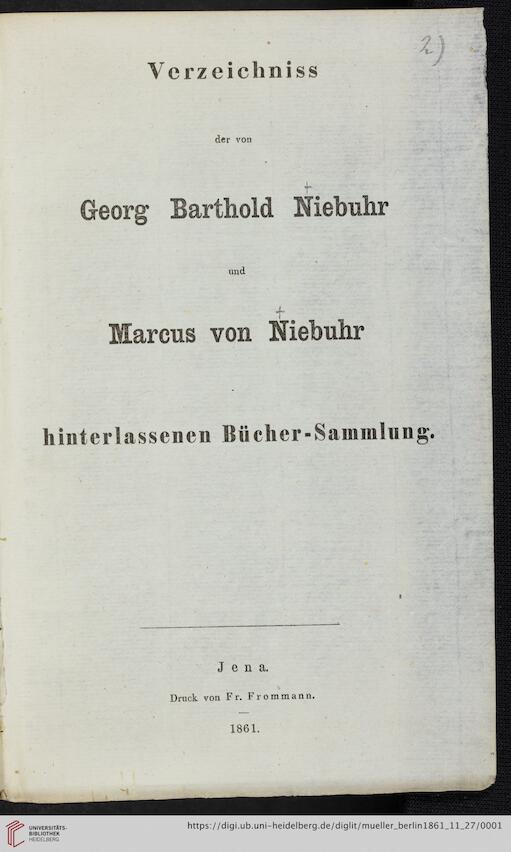 2)
Verzeichniss
der von
Georg Barthold Niebuhr
und
Marcus von Niebuhr
hinterlassenen Bücher-Sammlung.
Jena.
Druck von Fr. Frommann.
1861.
UNIVERSITÄTS-
BIBLIOTHEK
HEIDELBERG
https://digi.ub.uni-heidelberg.de/diglit/mueller_berlin1861_11_27/0001